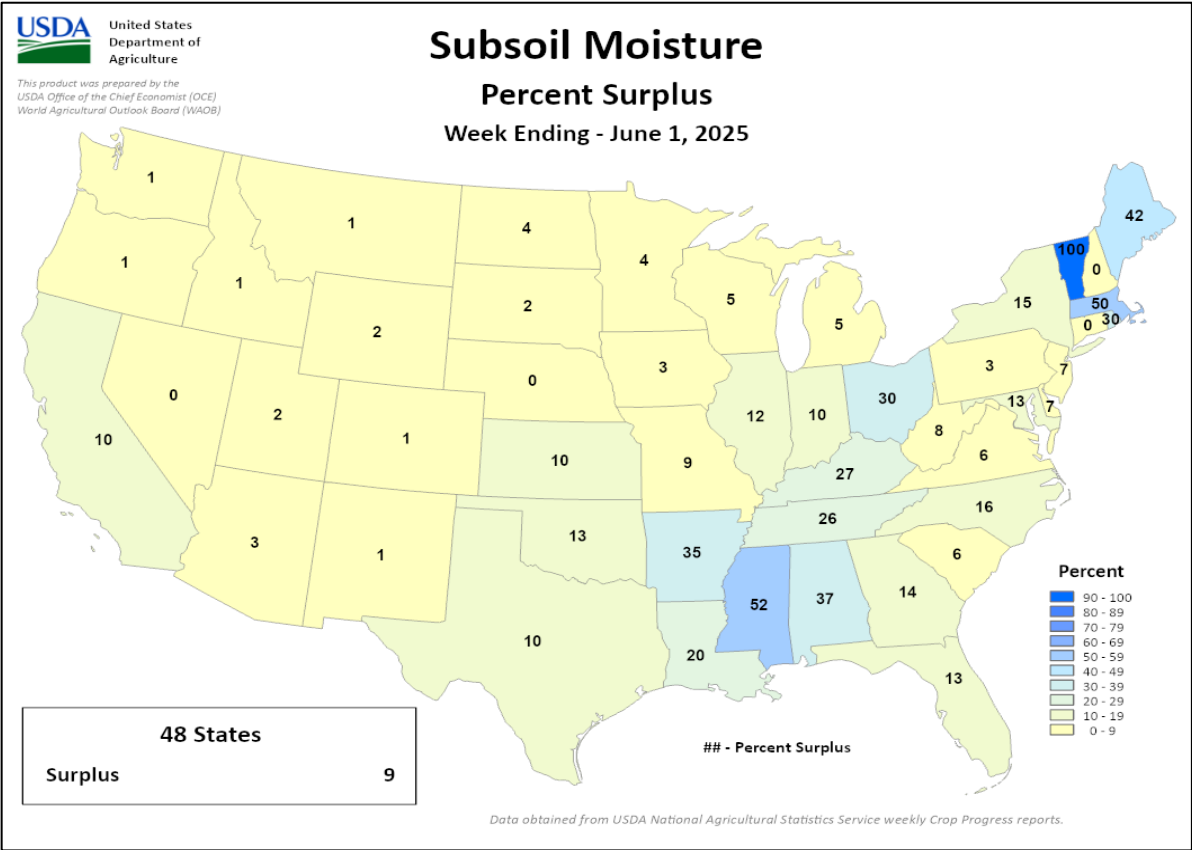 USDA
United States
Department of
Agriculture
This product was prepared by the
USDA Office of the Chief Economist (OCE)
World Agricultural Outlook Board (WAOB)
Subsoil Moisture
Percent Surplus
Week Ending - June 1, 2025
1
1
4
4
42
100
0
1
1
2
2
5
5
15
50
0
30
0
2
1
0
3
12
10
30
3
7
13
7
8
6
10
10
9
27
26
16
3
1
13
35
52
37
14
6
10
20
13
Percent
90 - 100
80 - 89
70 - 79
60 - 69
50 - 59
40 - 49
30 - 39
20 - 29
10 - 19
0 - 9
48 States
Surplus 9
## - Percent Surplus
Data obtained from USDA National Agricultural Statistics Service weekly Crop Progress reports.